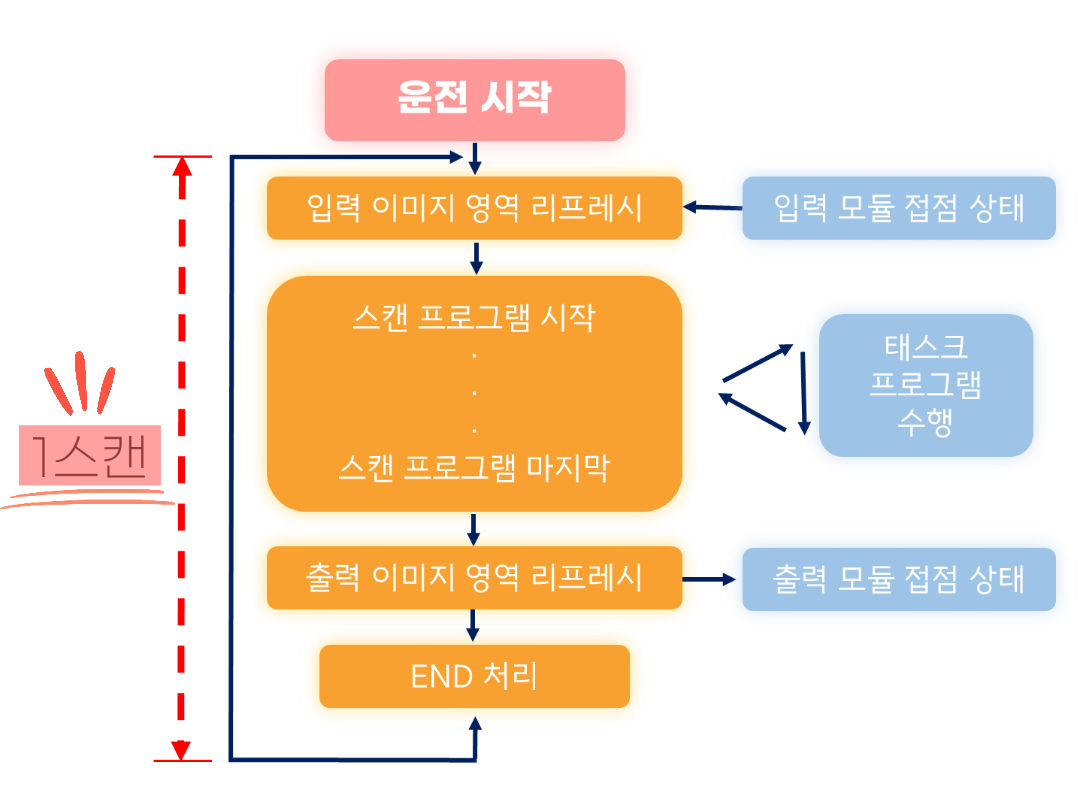 운전 시작
입력 이미지 영역 리프레시
입력 모듈 접점 상태
스캔 프로그램 시작
.
.
.
스캔 프로그램 마지막
태스크
프로그램
수행
1스캔
출력 이미지 영역 리프레시
출력 모듈 접점 상태
END 처리